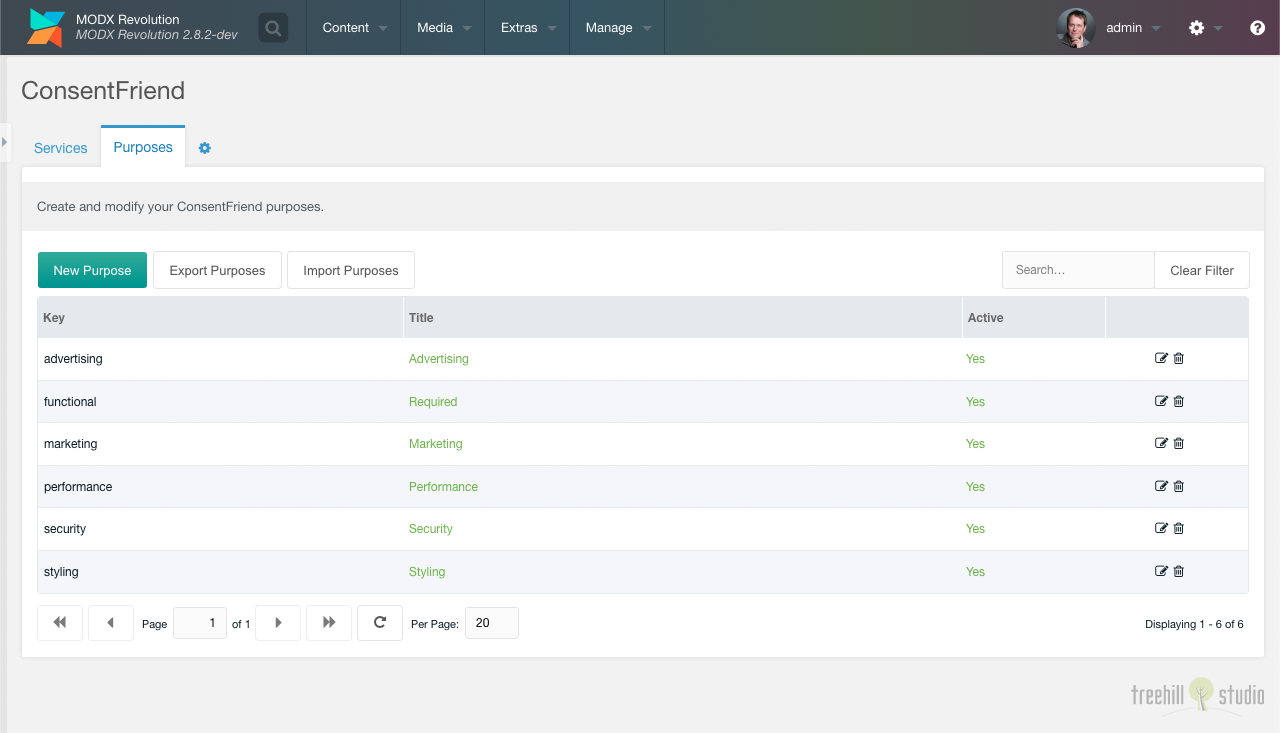 MODX Revolution
MODX Revolution 2.8.2-dev
Content Media Extras Manage admin
ConsentFriend
Services Purposes
Create and modify your ConsentFriend purposes.
New Purpose Export Purposes Import Purposes Search... Clear Filter
Key Title Active
advertising Advertising Yes
functional Required Yes
marketing Marketing Yes
performance Performance Yes
security Security Yes
styling Styling Yes
Page 1 of 1 Per Page: 20 Displaying 1 - 6 of 6
treehill studio